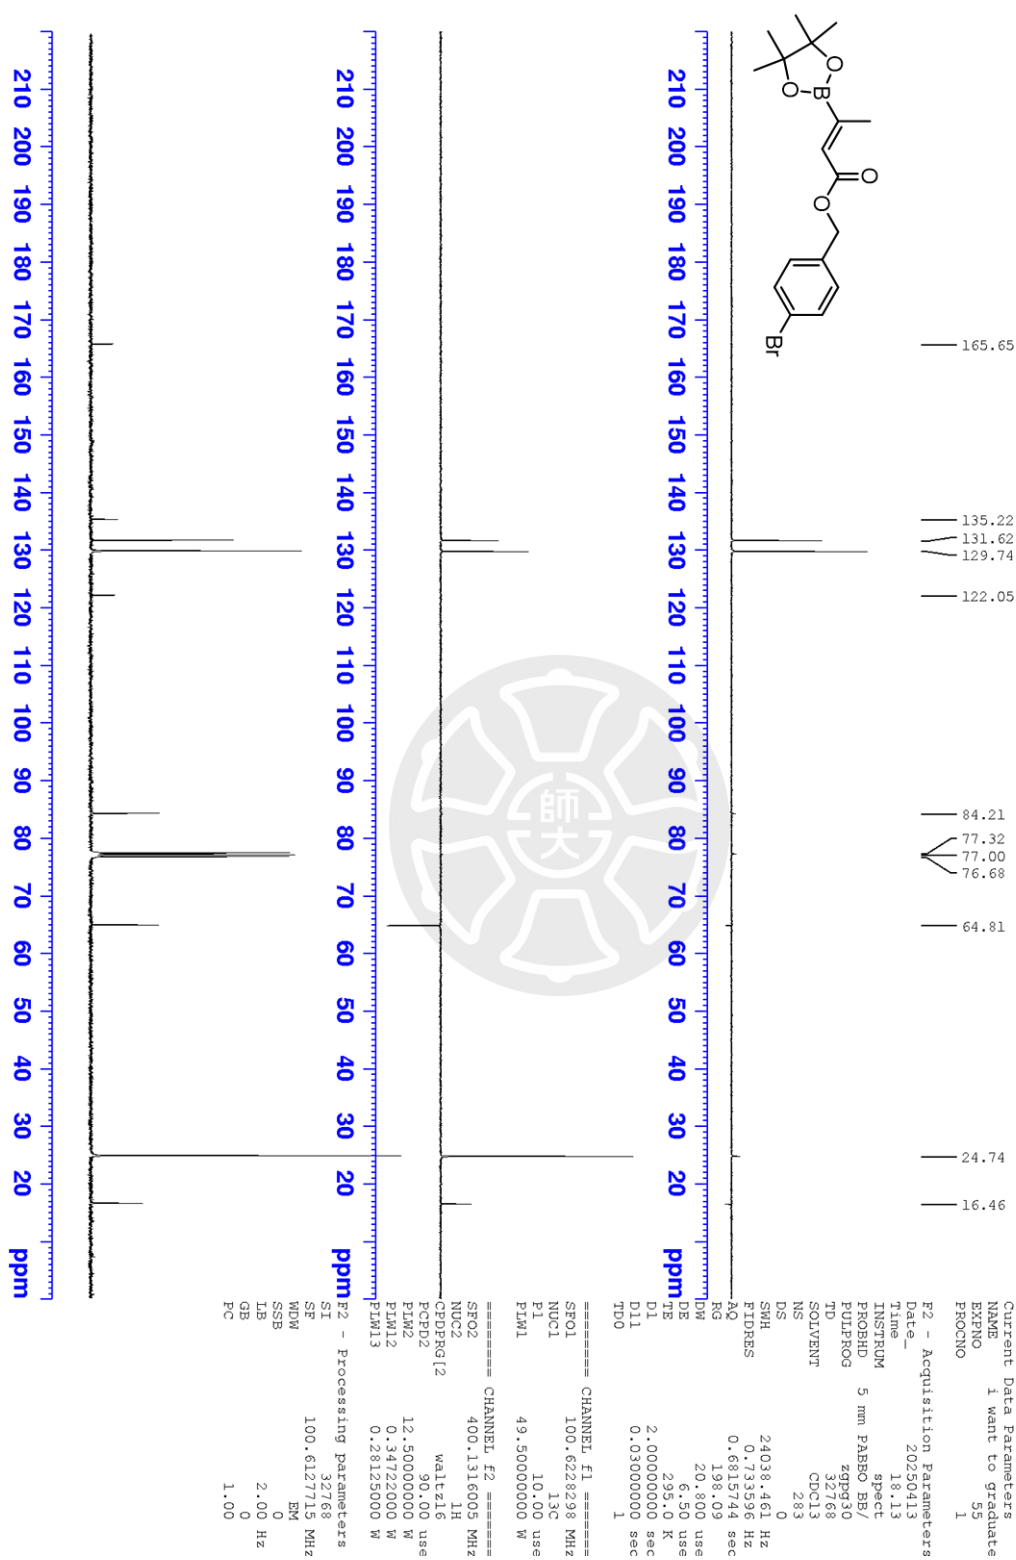 Current Data Parameters
NAME i want to graduate
EXPNO 55
PROCNO 1
F2 - Acquisition Parameters
Date_ 20250413
Time 18.13
INSTRUM spect
PROBHD 5 mm PABBO BB/
PULPROG zgpg30
TD 32768
SOLVENT CDCl3
NS 283
DS 0
SWH 24038.461 Hz
FIDRES 0.733596 Hz
AQ 0.6815744 sec
RG 198.09
DW 20.800 use
DE 6.50 use
TE 295.0 K
D1 2.00000000 sec
D11 0.03000000 sec
TD0 1
======== CHANNEL f1 ========
SFO1 100.6228298 MHz
NUC1 13C
P1 10.00 use
PLW1 49.50000000 W
======== CHANNEL f2 ========
SFO2 400.1316005 MHz
NUC2 1H
CPDPRG[2 waltz16
PCPD2 90.00 use
PLW2 12.50000000 W
PLW12 0.34722000 W
PLW13 0.28125000 W
F2 - Processing parameters
SI 32768
SF 100.6127715 MHz
WDW EM
SSB 0
LB 2.00 Hz
GB 0
PC 1.00
165.65
135.22
131.62
129.74
122.05
84.21
77.32
77.00
76.68
64.81
24.74
16.46
O
O
B
O
O
Br
210 200 190 180 170 160 150 140 130 120 110 100 90 80 70 60 50 40 30 20 ppm
210 200 190 180 170 160 150 140 130 120 110 100 90 80 70 60 50 40 30 20 ppm
210 200 190 180 170 160 150 140 130 120 110 100 90 80 70 60 50 40 30 20 ppm
師大